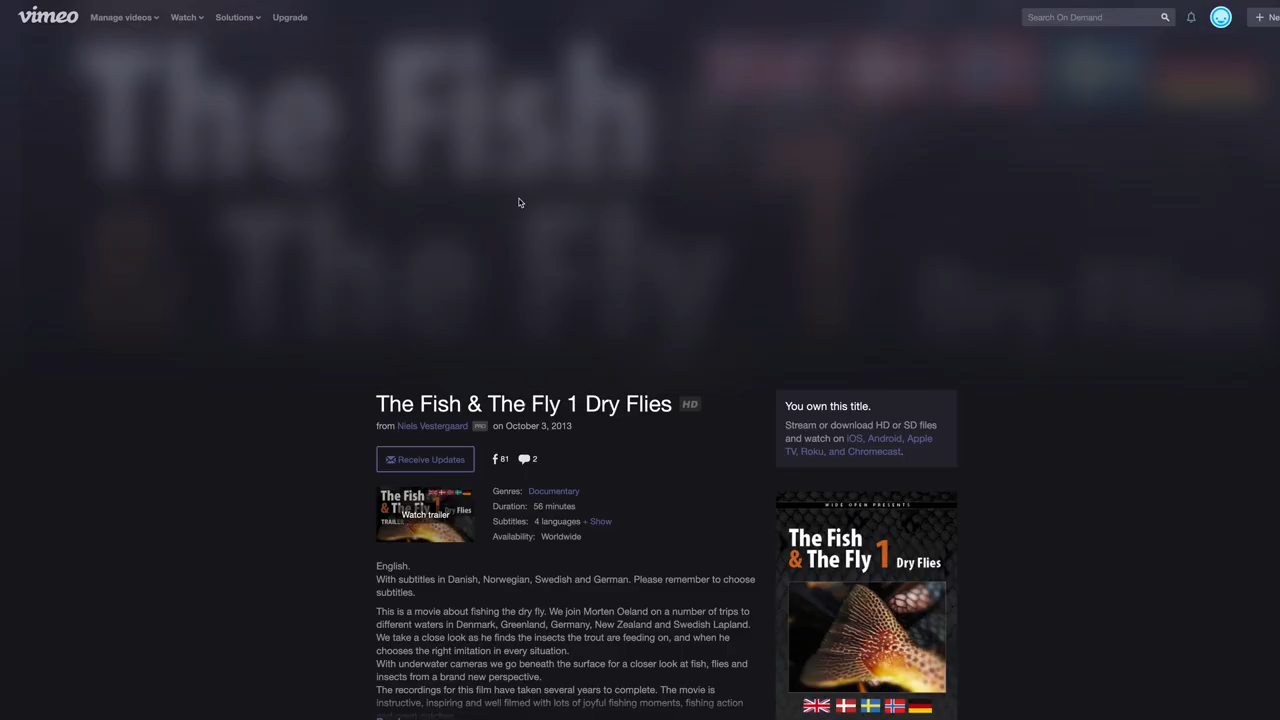 vimeo Manage videos Watch Solutions Upgrade Search On Demand
The Fish
The Fly
The Fish & The Fly 1 Dry Flies HD
from Niels Vestergaard PRO on October 3, 2013
Receive Updates 81 2
The Fish
& The Fly Dry Flies
TRAILER
Watch trailer
Genres: Documentary
Duration: 56 minutes
Subtitles: 4 languages + Show
Availability: Worldwide
English.
With subtitles in Danish, Norwegian, Swedish and German. Please remember to choose
subtitles.
This is a movie about fishing the dry fly. We join Morten Oeland on a number of trips to
different waters in Denmark, Greenland, Germany, New Zealand and Swedish Lapland.
We take a close look as he finds the insects the trout are feeding on, and when he
chooses the right imitation in every situation.
With underwater cameras we go beneath the surface for a closer look at fish, flies and
insects from a brand new perspective.
The recordings for this film have taken several years to complete. The movie is
instructive, inspiring and well filmed with lots of joyful fishing moments, fishing action
You own this title.
Stream or download HD or SD files
and watch on iOS, Android, Apple
TV, Roku, and Chromecast.
WIDE OPEN PRESENTS
The Fish
& The Fly 1 Dry Flies